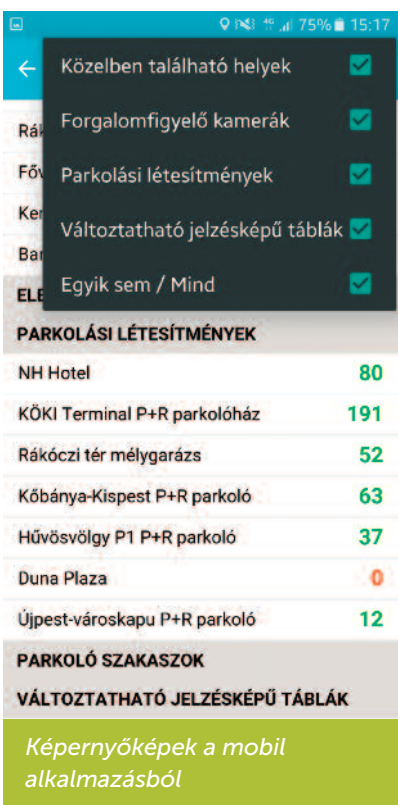 4G 75% 15:17
Közelben található helyek
Forgalomfigyelő kamerák
Parkolási létesítmények
Változtatható jelzésképű táblák
Egyik sem / Mind
PARKOLÁSI LÉTESÍTMÉNYEK
NH Hotel 80
KÖKI Terminal P+R parkolóház 191
Rákóczi tér mélygarázs 52
Kőbánya-Kispest P+R parkoló 63
Hűvösvölgy P1 P+R parkoló 37
Duna Plaza 0
Újpest-városkapu P+R parkoló 12
PARKOLÓ SZAKASZOK
VÁLTOZTATHATÓ JELZÉSKÉPŰ TÁBLÁK
Képernyőképek a mobil
alkalmazásból